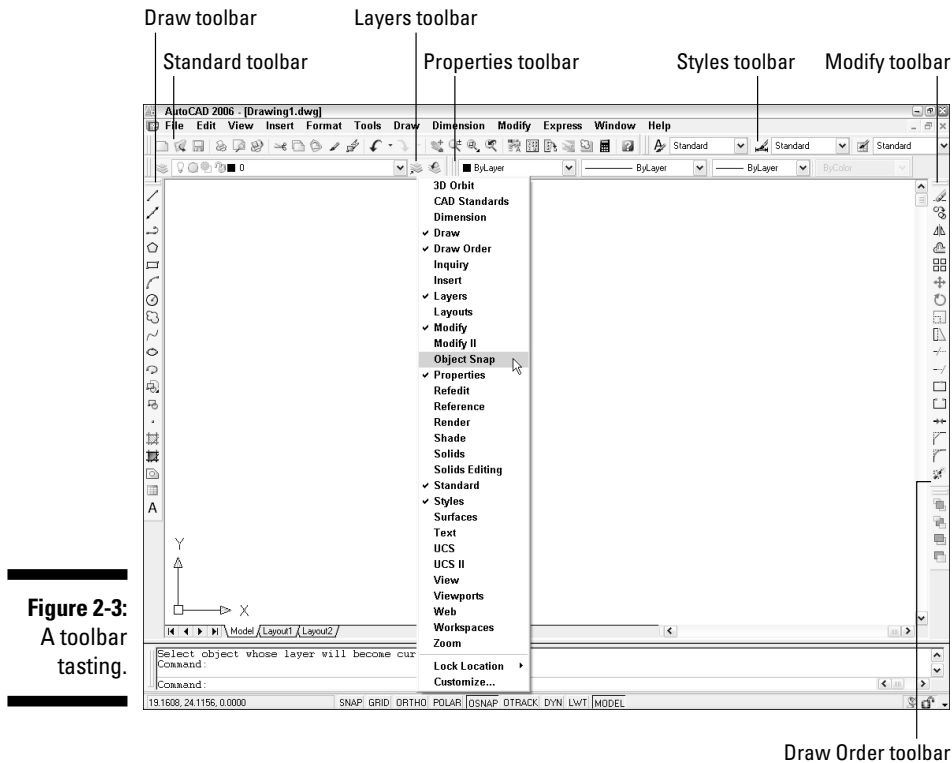 Draw toolbar
Layers toolbar
Standard toolbar
Properties toolbar
Styles toolbar
Modify toolbar
AutoCAD 2006 - [Drawing1.dwg]
File Edit View Insert Format Tools Draw Dimension Modify Express Window Help
Standard Standard Standard
0 ByLayer ByLayer ByLayer ByColor
3D Orbit
CAD Standards
Dimension
Draw
Draw Order
Inquiry
Insert
Layers
Layouts
Modify
Modify II
Object Snap
Properties
Refedit
Reference
Render
Shade
Solids
Solids Editing
Standard
Styles
Surfaces
Text
UCS
UCS II
View
Viewports
Web
Workspaces
Zoom
Lock Location
Customize...
A
Y
X
Model Layout1 Layout2
Select object whose layer will become cur
Command:
Command:
19.1608, 24.1156, 0.0000 SNAP GRID ORTHO POLAR OSNAP OTRACK DYN LWT MODEL
Figure 2-3:
A toolbar
tasting.
Draw Order toolbar